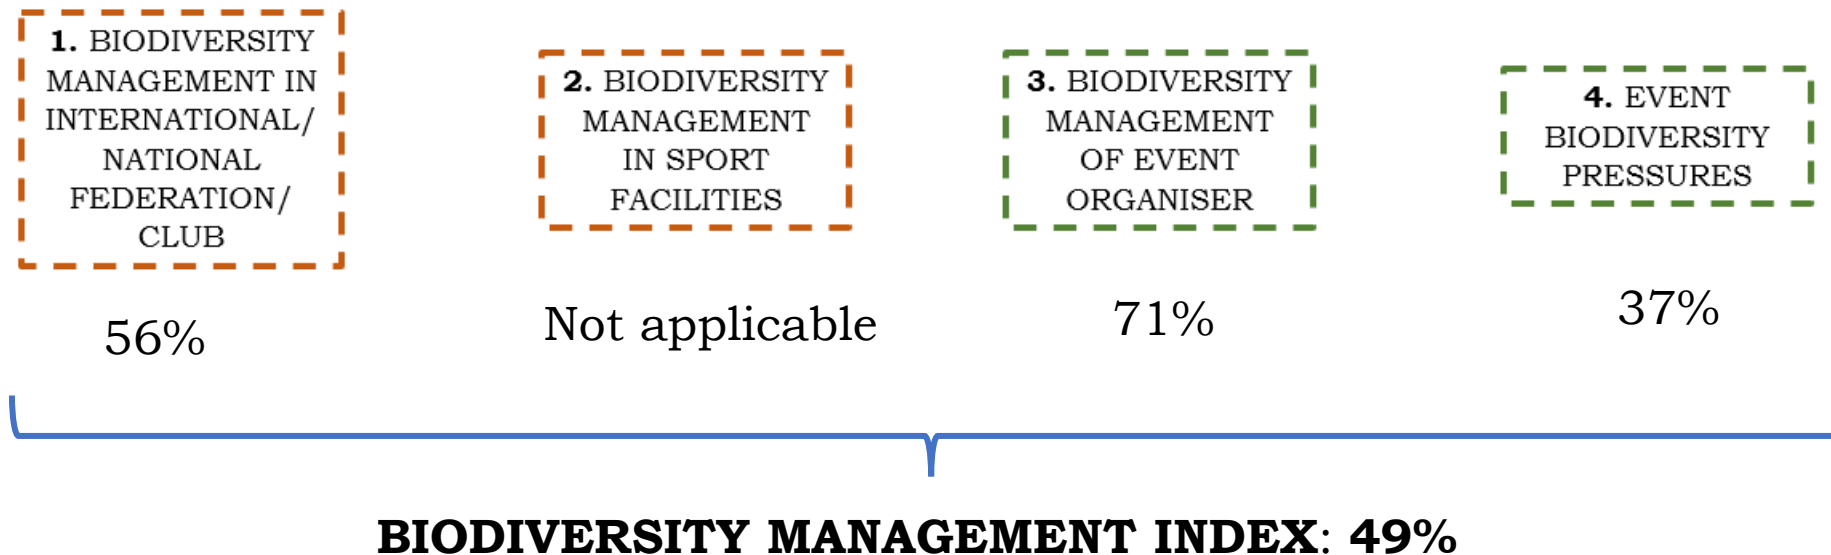 1. BIODIVERSITY
MANAGEMENT IN
INTERNATIONAL/
NATIONAL
FEDERATION/
CLUB
56%
2. BIODIVERSITY
MANAGEMENT
IN SPORT
FACILITIES
Not applicable
3. BIODIVERSITY
MANAGEMENT
OF EVENT
ORGANISER
71%
4. EVENT
BIODIVERSITY
PRESSURES
37%
BIODIVERSITY MANAGEMENT INDEX: 49%